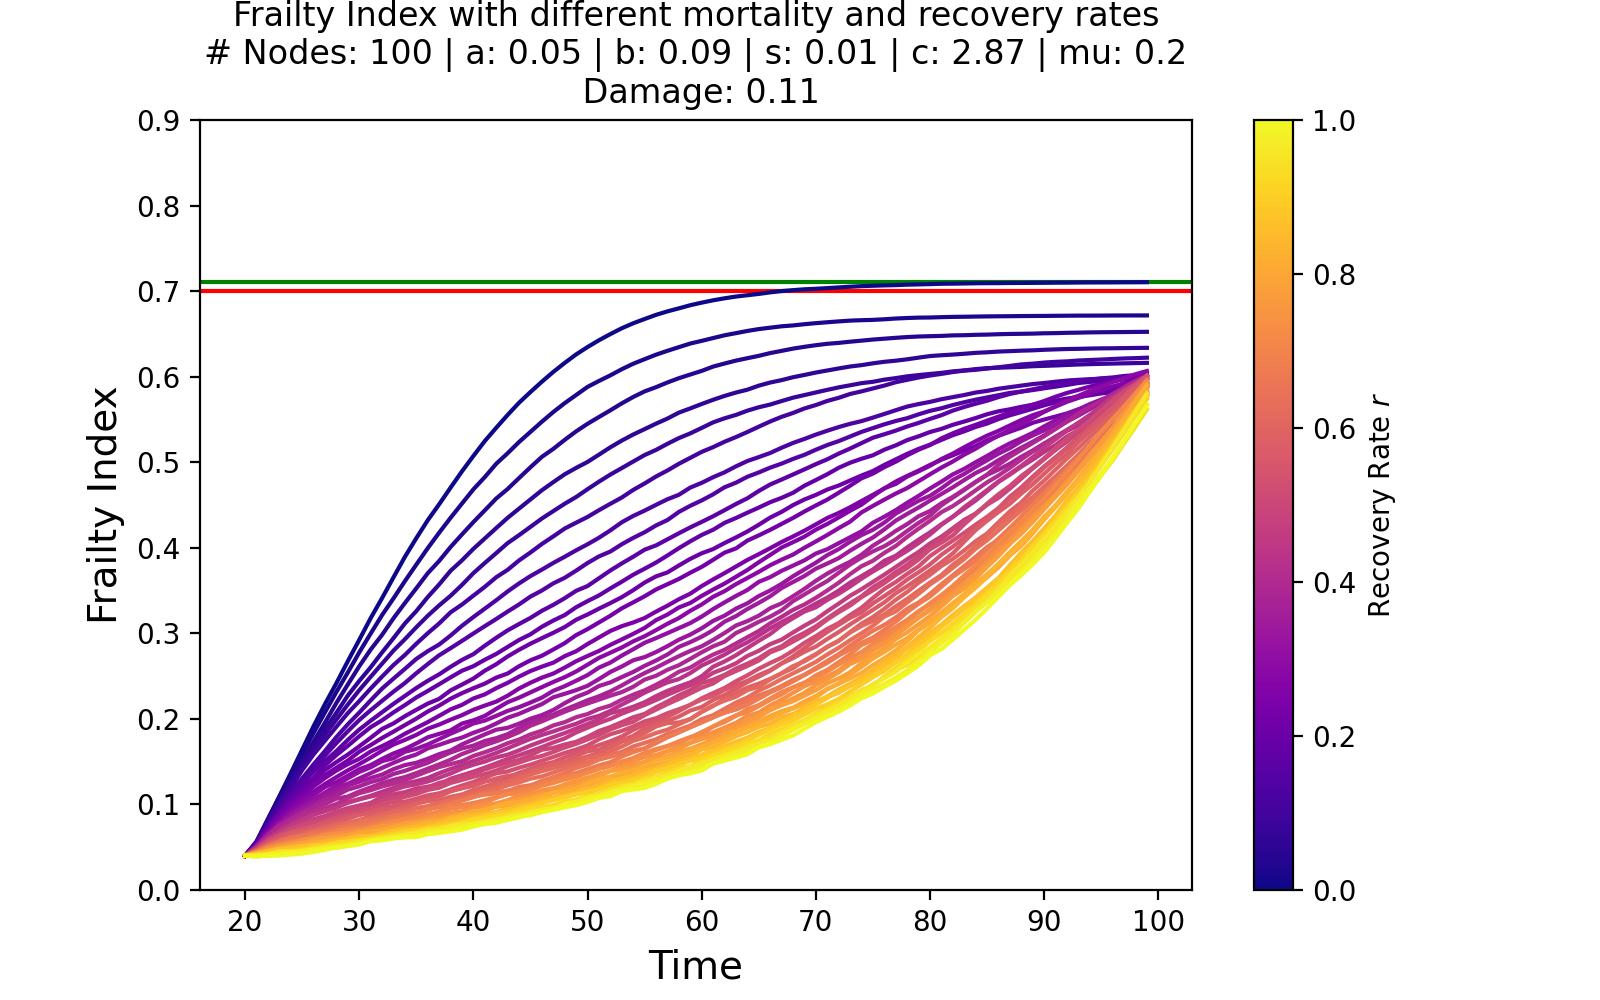 Frailty Index with different mortality and recovery rates
# Nodes: 100 | a: 0.05 | b: 0.09 | s: 0.01 | c: 2.87 | mu: 0.2
Damage: 0.11
0.9
0.8
0.7
0.6
0.5
0.4
0.3
0.2
0.1
0.0
Frailty Index
20 30 40 50 60 70 80 90 100
Time
1.0
0.8
0.6
0.4
0.2
0.0
Recovery Rate r